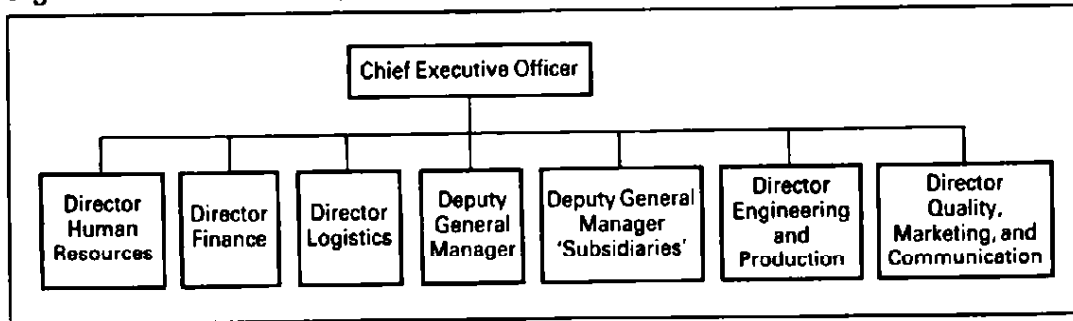 Chief Executive Officer
Director
Human
Resources
Director
Finance
Director
Logistics
Deputy
General
Manager
Deputy General
Manager
'Subsidiaries'
Director
Engineering
and
Production
Director
Quality,
Marketing, and
Communication